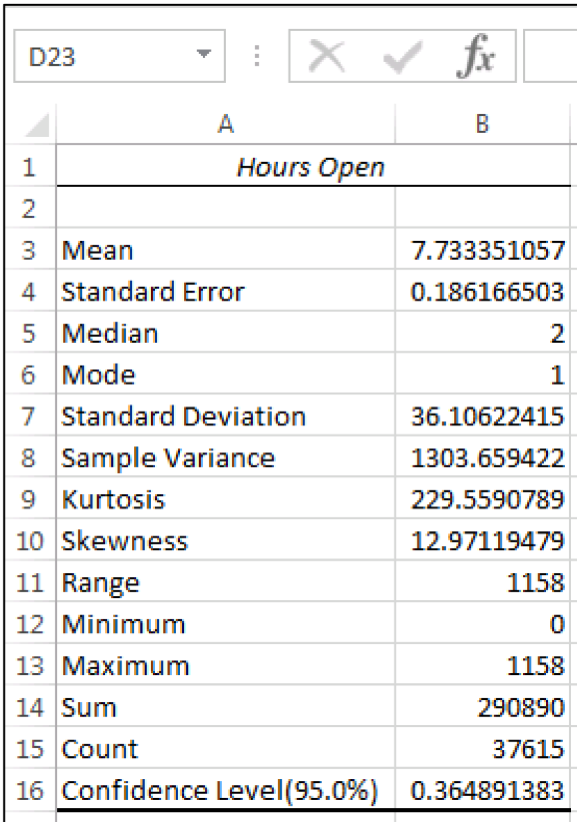 D23 fx
A B
1 Hours Open
2
3 Mean 7.733351057
4 Standard Error 0.186166503
5 Median 2
6 Mode 1
7 Standard Deviation 36.10622415
8 Sample Variance 1303.659422
9 Kurtosis 229.5590789
10 Skewness 12.97119479
11 Range 1158
12 Minimum 0
13 Maximum 1158
14 Sum 290890
15 Count 37615
16 Confidence Level(95.0%) 0.364891383